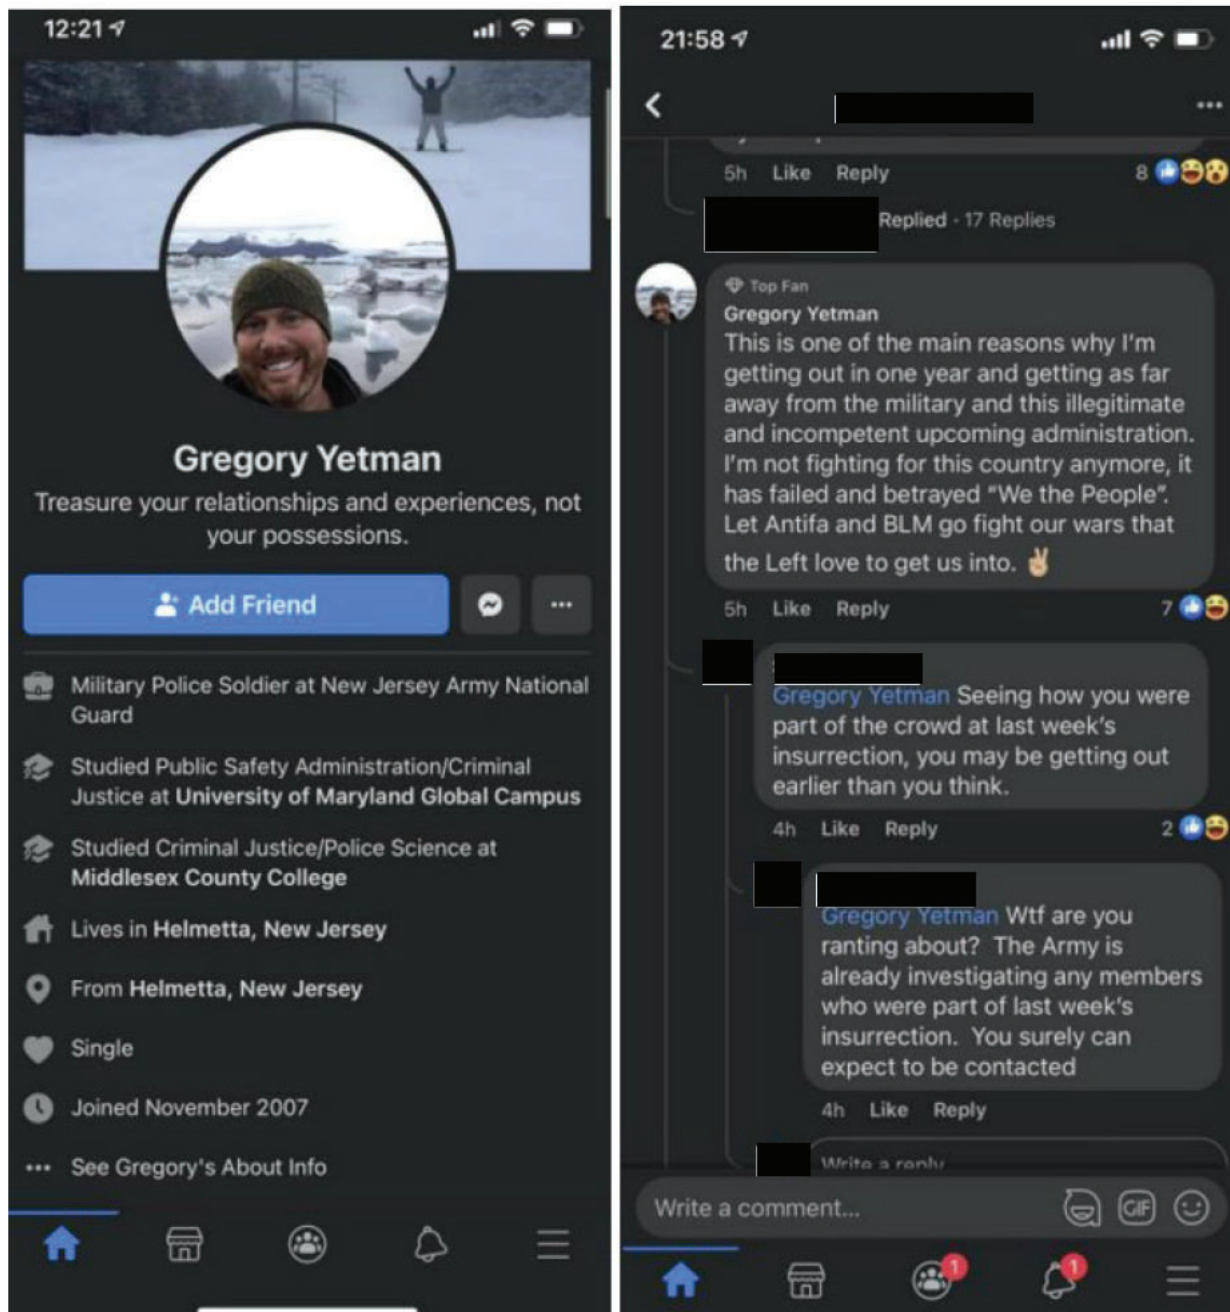 12:21
Gregory Yetman
Treasure your relationships and experiences, not
your possessions.
Add Friend
Military Police Soldier at New Jersey Army National
Guard
Studied Public Safety Administration/Criminal
Justice at University of Maryland Global Campus
Studied Criminal Justice/Police Science at
Middlesex County College
Lives in Helmetta, New Jersey
From Helmetta, New Jersey
Single
Joined November 2007
See Gregory's About Info
21:58
5h Like Reply 8
Replied · 17 Replies
Top Fan
Gregory Yetman
This is one of the main reasons why I'm
getting out in one year and getting as far
away from the military and this illegitimate
and incompetent upcoming administration.
I'm not fighting for this country anymore, it
has failed and betrayed "We the People".
Let Antifa and BLM go fight our wars that
the Left love to get us into. ✌🏼
5h Like Reply 7
Gregory Yetman Seeing how you were
part of the crowd at last week's
insurrection, you may be getting out
earlier than you think.
4h Like Reply 2
Gregory Yetman Wtf are you
ranting about? The Army is
already investigating any members
who were part of last week's
insurrection. You surely can
expect to be contacted
4h Like Reply
Write a reply
Write a comment...
GIF
1 1